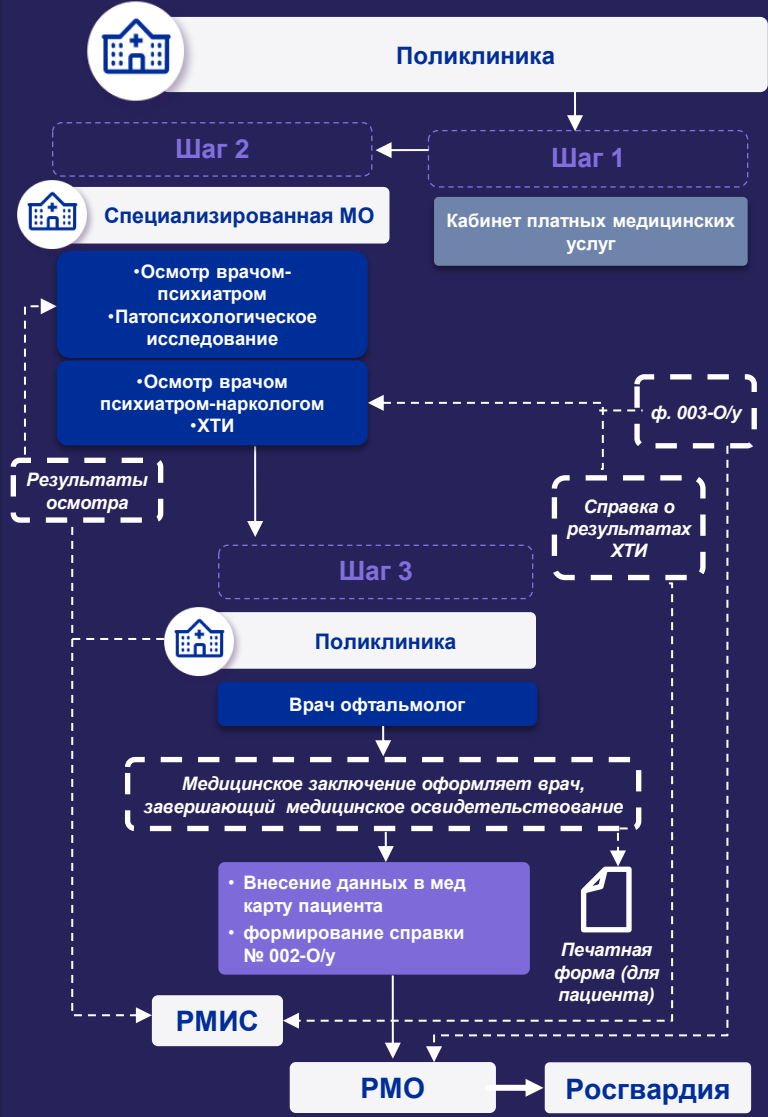 Поликлиника
Шаг 2
Шаг 1
Специализированная МО
Кабинет платных медицинских
услуг
•Осмотр врачом-
психиатром
•Патопсихологическое
исследование
•Осмотр врачом
психиатром-наркологом
•ХТИ
ф. 003-О/у
Результаты
осмотра
Справка о
результатах
ХТИ
Шаг 3
Поликлиника
Врач офтальмолог
Медицинское заключение оформляет врач,
завершающий медицинское освидетельствование
• Внесение данных в мед
карту пациента
• формирование справки
№ 002-О/у
Печатная
форма (для
пациента)
РМИС
РМО
Росгвардия